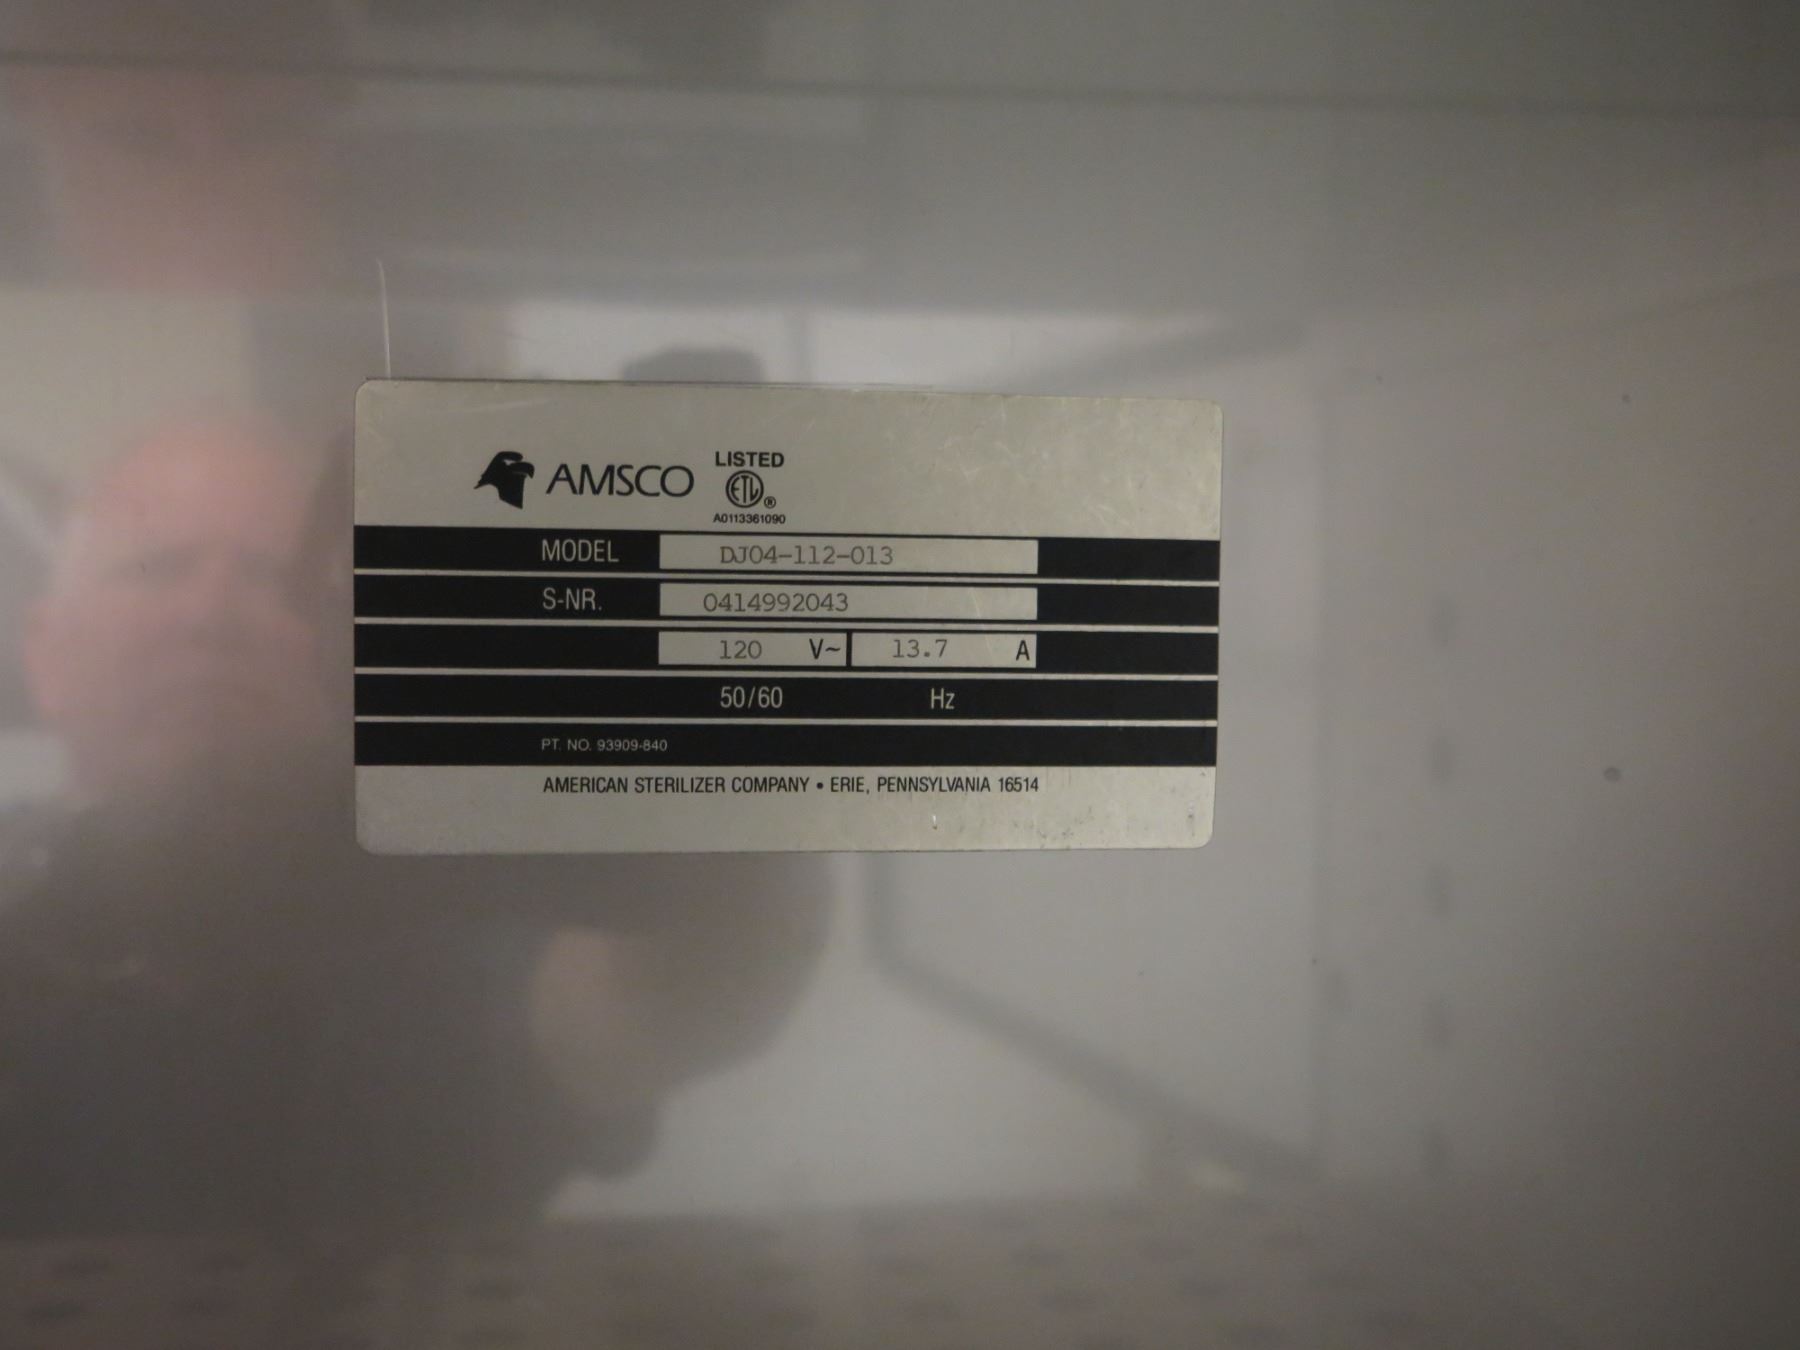 AMSCO
LISTED
ETL ®
A0113361090
MODEL DJ04-112-013
S-NR. 0414992043
120 V~ 13.7 A
50/60 Hz
PT. NO. 93909-840
AMERICAN STERILIZER COMPANY • ERIE, PENNSYLVANIA 16514